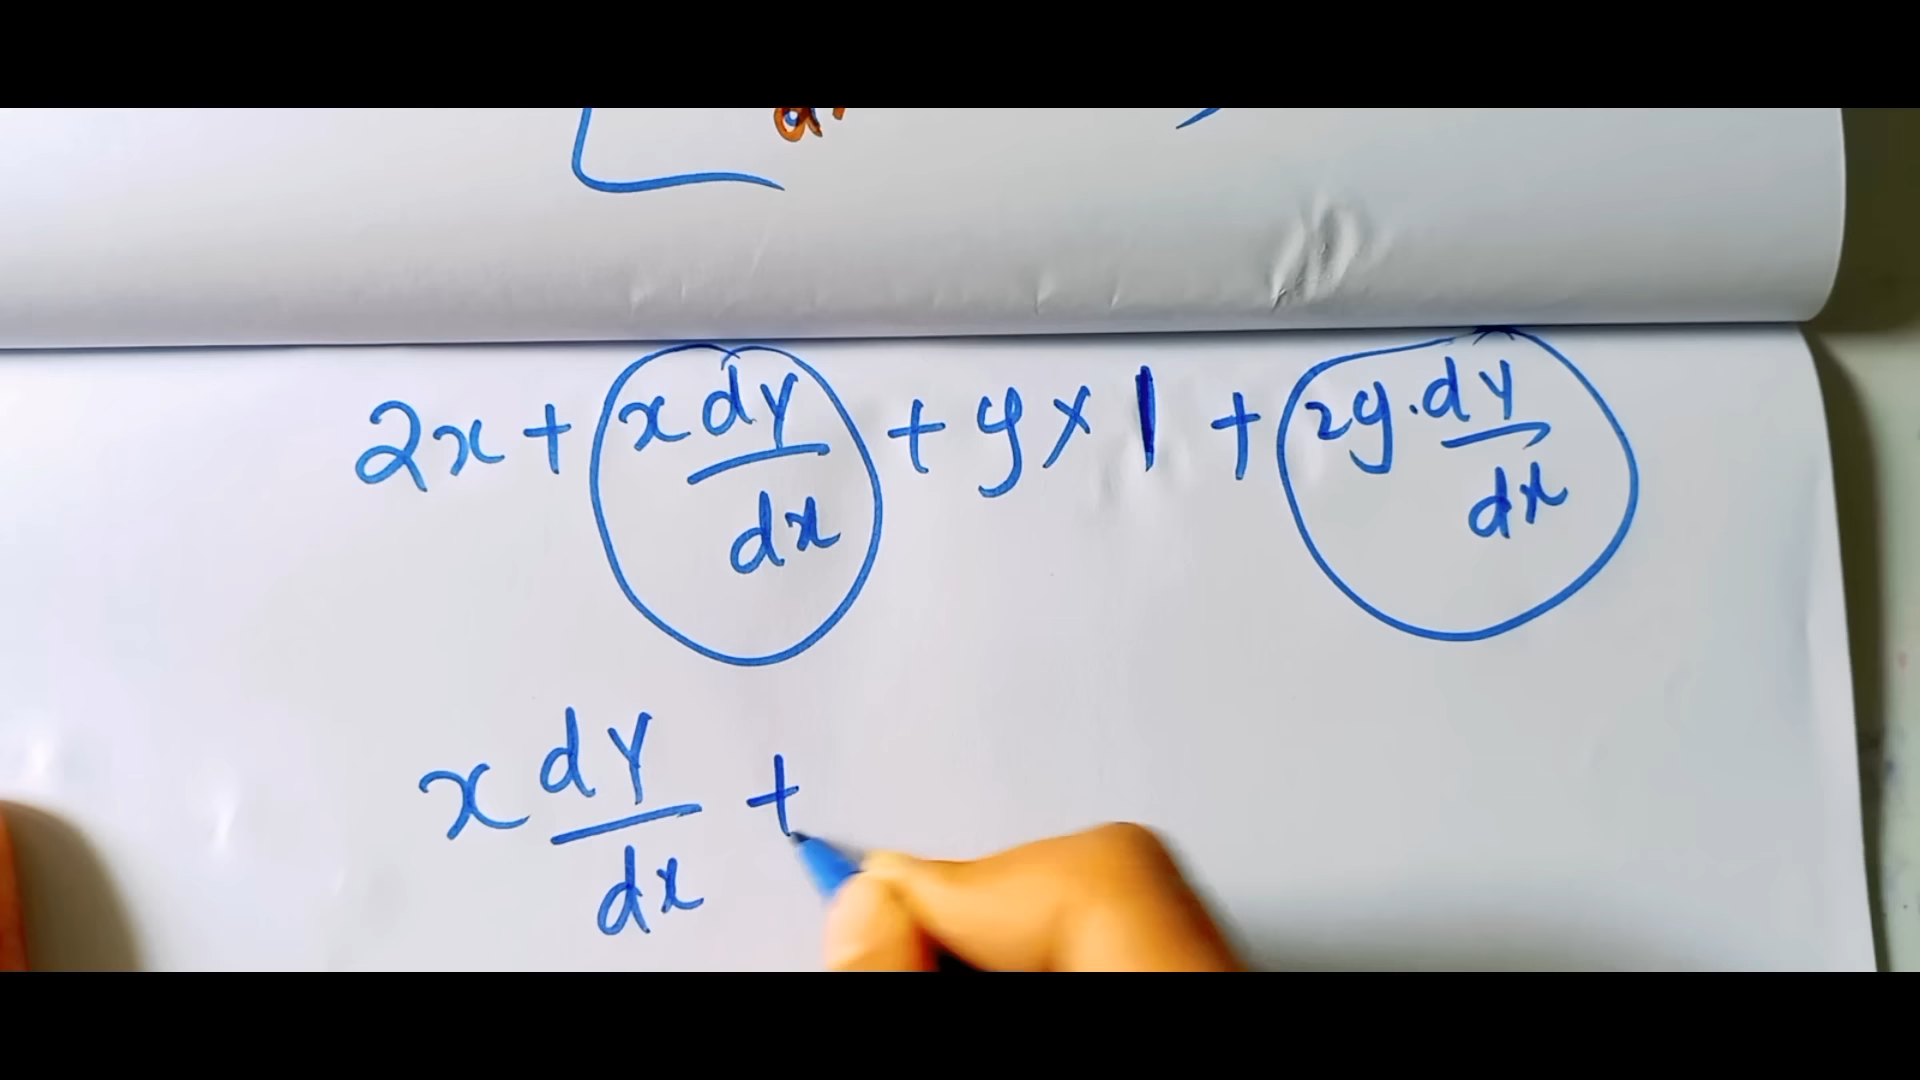 2x + x dy/dx + y × 1 + 2y. dy/dx
x dy/dx +